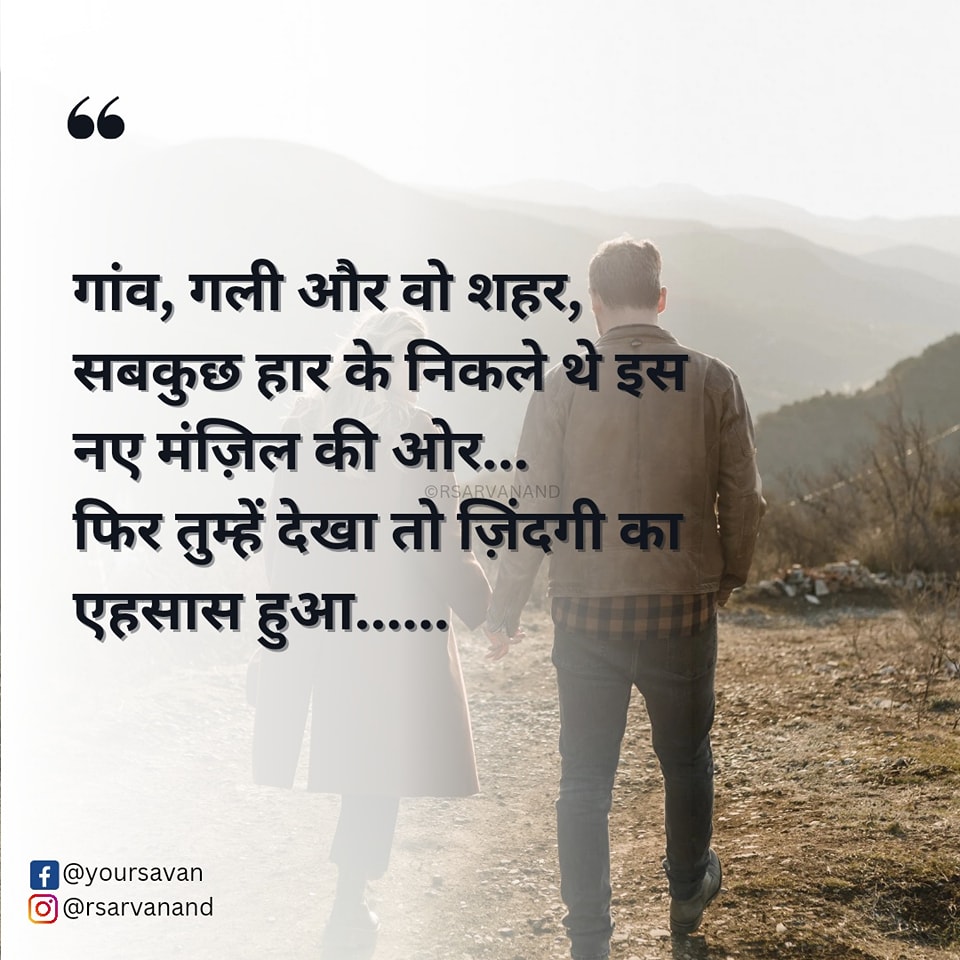 ❝
गांव, गली और वो शहर,
सबकुछ हार के निकले थे इस
नए मंज़िल की ओर...
©RSARVANAND
फिर तुम्हें देखा तो ज़िंदगी का
एहसास हुआ......
@yoursavan
@rsarvanand